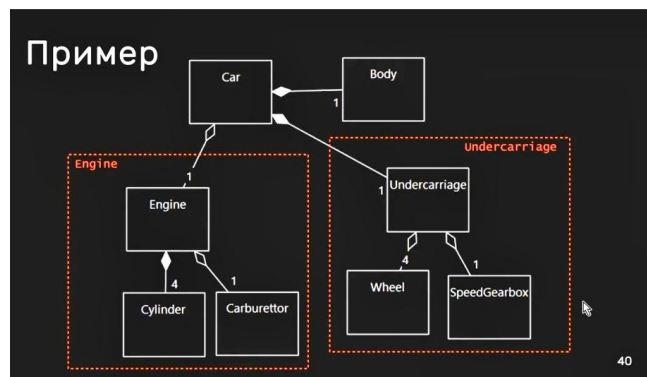 Пример
Car
Body
1
Undercarriage
Engine
1
1
Undercarriage
Engine
4
1
4
1
Wheel
SpeedGearbox
Cylinder
Carburettor
40